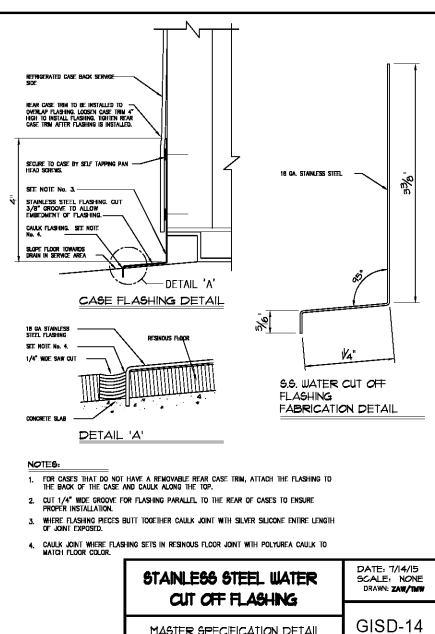 REFRIGERATED CASE BACK SERVICE
SIDE
REAR CASE TRIM TO BE INSTALLED TO
OVERLAP FLASHING. LOOSEN CASE TRIM 4"
HIGH TO INSTALL FLASHING. TIGHTEN REAR
CASE TRIM AFTER FLASHING IS INSTALLED.
4"
SECURE TO CASE BY SELF TAPPING PAN
HEAD SCREWS.
SEE NOTE No. 3.
STAINLESS STEEL FLASHING. CUT
3/8" GROOVE TO ALLOW
EMBEDMENT OF FLASHING.
CAULK FLASHING. SEE NOTE
No. 4.
SLOPE FLOOR TOWARDS
DRAIN IN SERVICE AREA
DETAIL 'A'
CASE FLASHING DETAIL
18 GA STAINLESS
STEEL FLASHING
SEE NOTE No. 4.
1/4" WIDE SAW CUT
RESINOUS FLOOR
CONCRETE SLAB
DETAIL 'A'
18 GA. STAINLESS STEEL
95°
S.S. WATER CUT OFF
FLASHING
FABRICATION DETAIL
NOTES:
1. FOR CASES THAT DO NOT HAVE A REMOVABLE REAR CASE TRIM, ATTACH THE FLASHING TO
THE BACK OF THE CASE AND CAULK ALONG THE TOP.
2. CUT 1/4" WIDE GROOVE FOR FLASHING PARALLEL TO THE REAR OF CASES TO ENSURE
PROPER INSTALLATION.
3. WHERE FLASHING PIECES BUTT TOGETHER CAULK JOINT WITH SILVER SILICONE ENTIRE LENGTH
OF JOINT EXPOSED.
4. CAULK JOINT WHERE FLASHING SETS IN RESINOUS FLOOR JOINT WITH POLYUREA CAULK TO
MATCH FLOOR COLOR.
STAINLESS STEEL WATER
CUT OFF FLASHING
DATE: 7/14/15
SCALE: NONE
DRAWN: ZAW/TMW
MASTER SPECIFICATION DETAIL
GISD-14